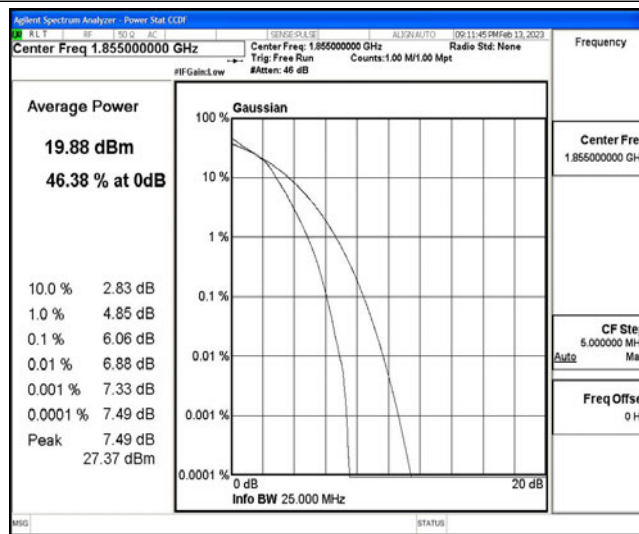 Agilent Spectrum Analyzer - Power Stat CCDF
RLT RF 50 Ω AC SENSE:PULSE ALIGNAUTO 09:11:45 PM Feb 13, 2023
Center Freq 1.855000000 GHz
Center Freq: 1.855000000 GHz Radio Std: None
Trig: Free Run Counts:1.00 M/1.00 Mpt
#IFGain:Low #Atten: 46 dB
Frequency
Average Power
19.88 dBm
46.38 % at 0dB
10.0 % 2.83 dB
1.0 % 4.85 dB
0.1 % 6.06 dB
0.01 % 6.88 dB
0.001 % 7.33 dB
0.0001 % 7.49 dB
Peak 7.49 dB
27.37 dBm
Gaussian
100 %
10 %
1 %
0.1 %
0.01 %
0.001 %
0.0001 %
0 dB 20 dB
Info BW 25.000 MHz
Center Fre
1.855000000 GH
CF Ste
5.000000 MH
Auto Ma
Freq Offse
0 H
MSG STATUS